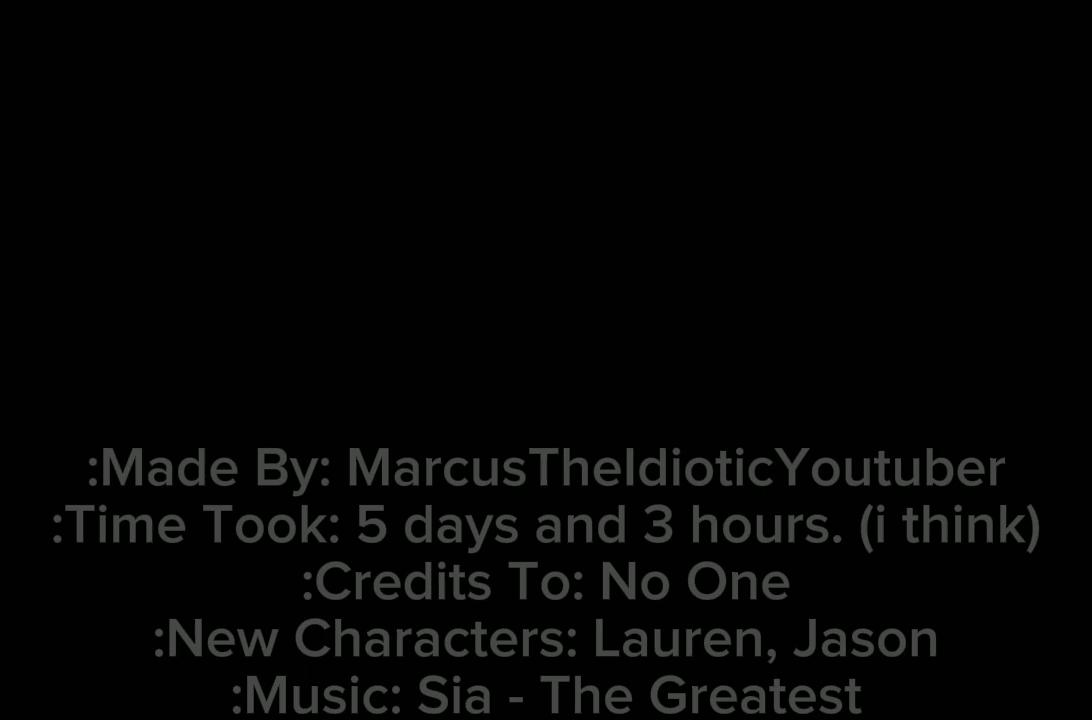 :Made By: MarcusTheIdioticYoutuber
:Time Took: 5 days and 3 hours. (i think)
:Credits To: No One
:New Characters: Lauren, Jason
:Music: Sia - The Greatest